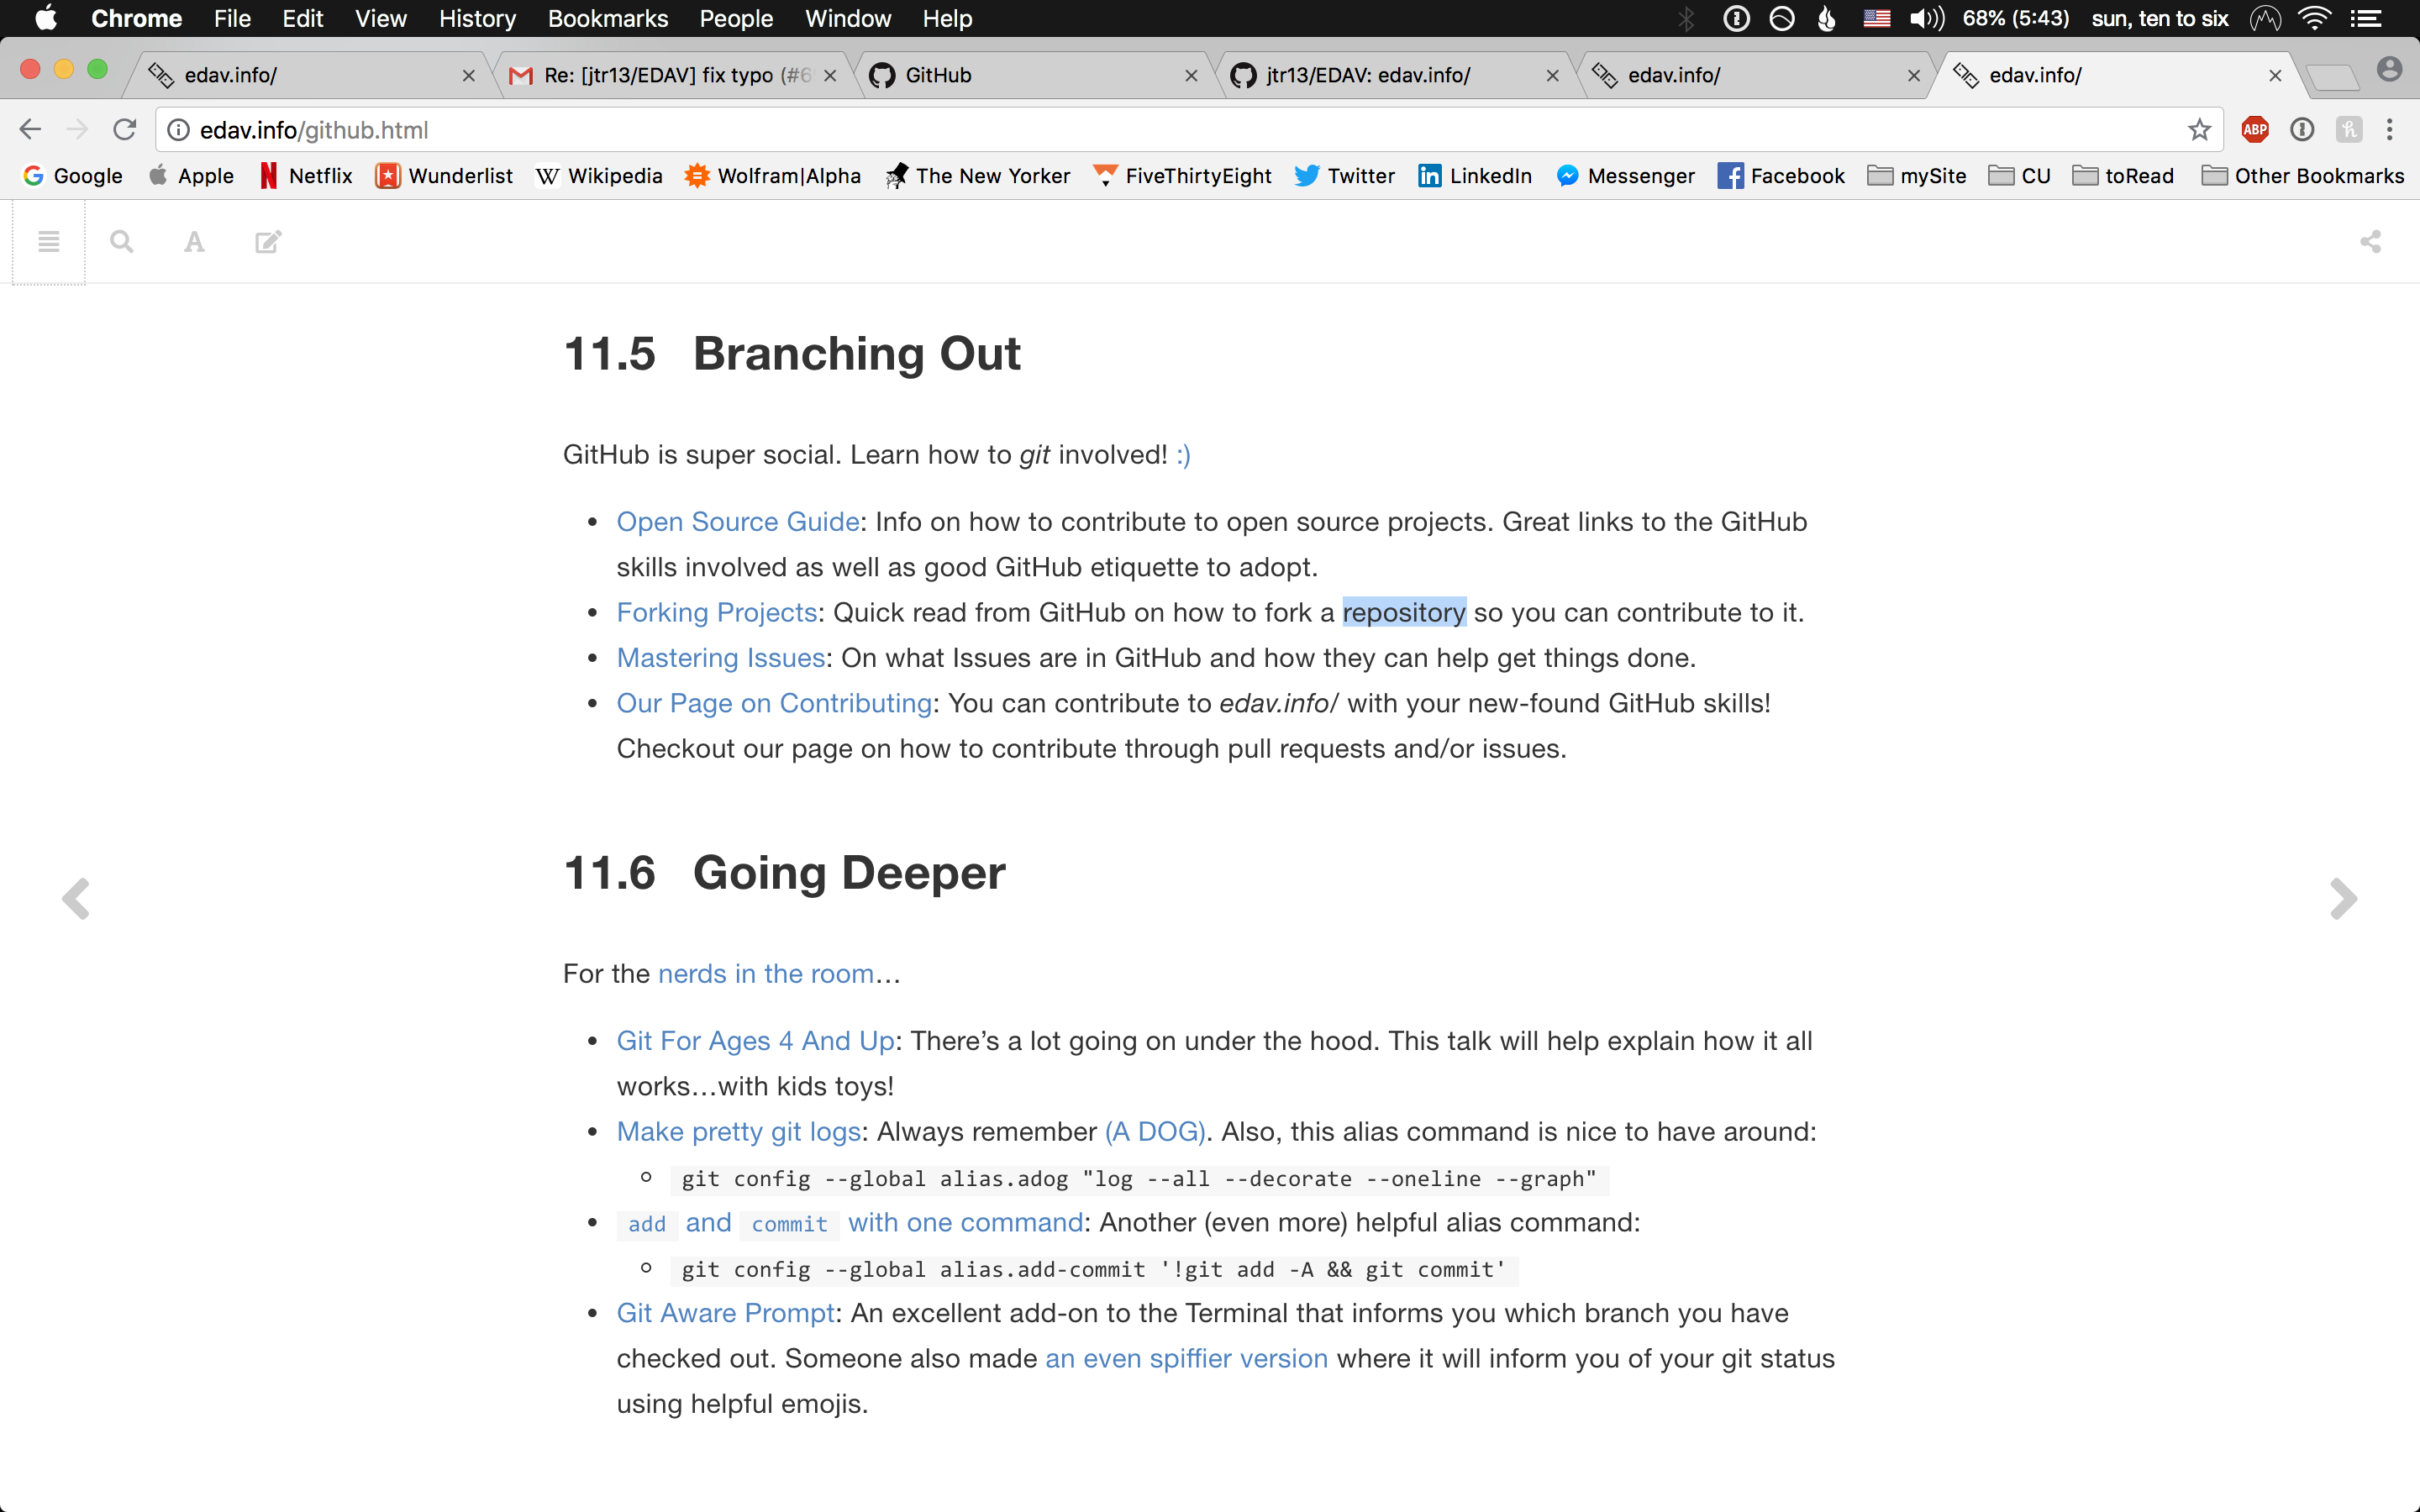 Chrome File Edit View History Bookmarks People Window Help 68% (5:43) sun, ten to six
edav.info/ Re: [jtr13/EDAV] fix typo (#6 GitHub jtr13/EDAV: edav.info/ edav.info/ edav.info/
edav.info/github.html ABP
Google Apple Netflix Wunderlist Wikipedia Wolfram|Alpha The New Yorker FiveThirtyEight Twitter LinkedIn Messenger Facebook mySite CU toRead Other Bookmarks
11.5 Branching Out
GitHub is super social. Learn how to git involved! :)
• Open Source Guide: Info on how to contribute to open source projects. Great links to the GitHub
skills involved as well as good GitHub etiquette to adopt.
• Forking Projects: Quick read from GitHub on how to fork a repository so you can contribute to it.
• Mastering Issues: On what Issues are in GitHub and how they can help get things done.
• Our Page on Contributing: You can contribute to edav.info/ with your new-found GitHub skills!
Checkout our page on how to contribute through pull requests and/or issues.
11.6 Going Deeper
For the nerds in the room…
• Git For Ages 4 And Up: There’s a lot going on under the hood. This talk will help explain how it all
works…with kids toys!
• Make pretty git logs: Always remember (A DOG). Also, this alias command is nice to have around:
git config --global alias.adog "log --all --decorate --oneline --graph"
• add and commit with one command: Another (even more) helpful alias command:
git config --global alias.add-commit '!git add -A && git commit'
• Git Aware Prompt: An excellent add-on to the Terminal that informs you which branch you have
checked out. Someone also made an even spiffier version where it will inform you of your git status
using helpful emojis.